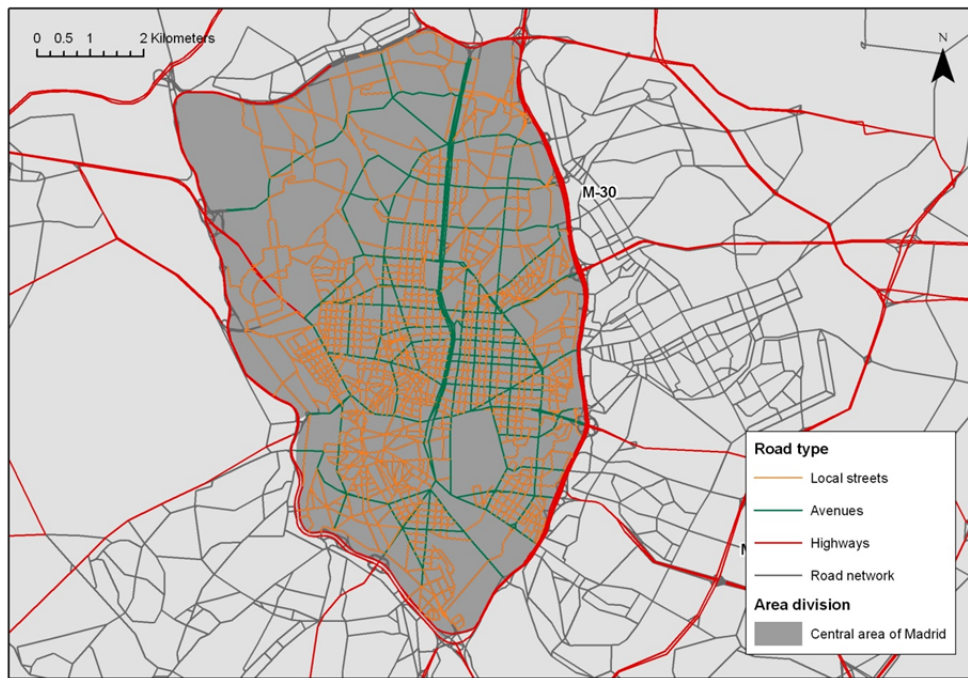 0 0.5 1 2 Kilometers
N
M-30
Road type
Local streets
Avenues
Highways
M
Road network
Area division
Central area of Madrid